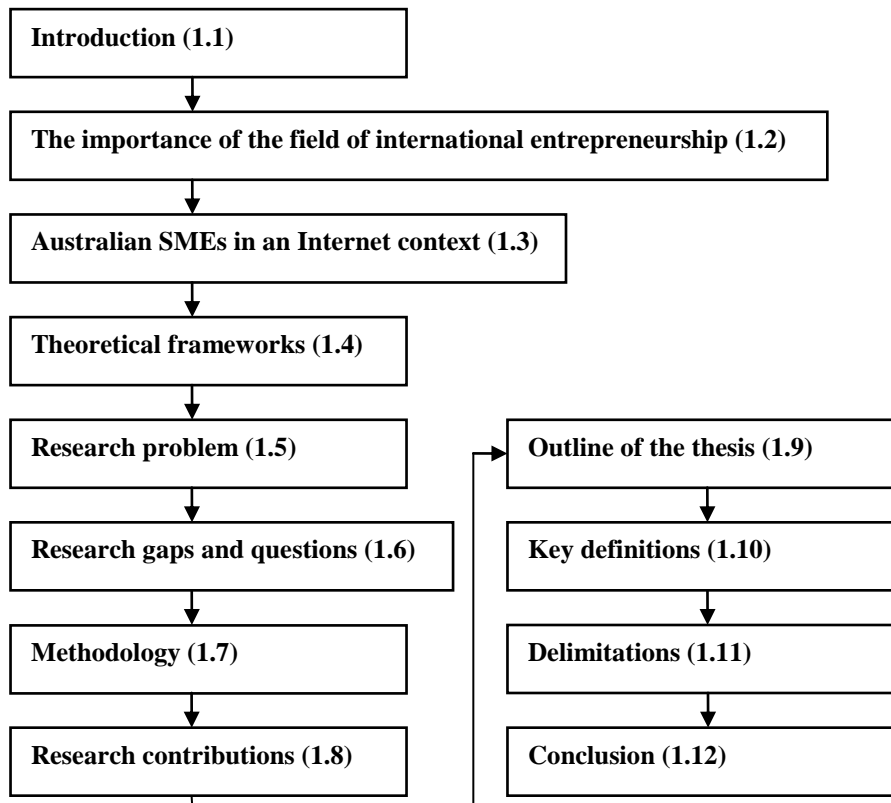 Introduction (1.1)
The importance of the field of international entrepreneurship (1.2)
Australian SMEs in an Internet context (1.3)
Theoretical frameworks (1.4)
Research problem (1.5)
Research gaps and questions (1.6)
Methodology (1.7)
Research contributions (1.8)
Outline of the thesis (1.9)
Key definitions (1.10)
Delimitations (1.11)
Conclusion (1.12)